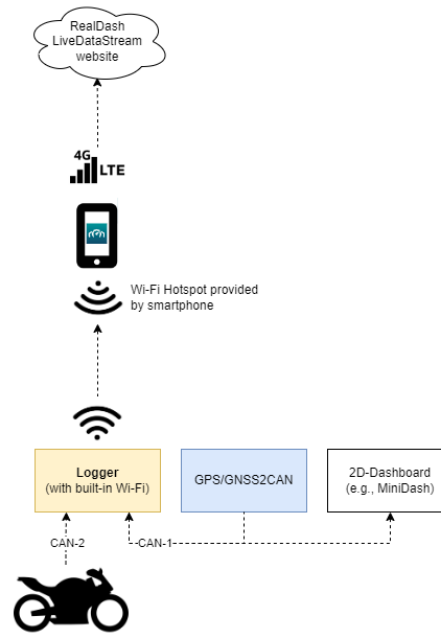 RealDash
LiveDataStream
website
4G
LTE
Wi-Fi Hotspot provided
by smartphone
Logger
(with built-in Wi-Fi)
GPS/GNSS2CAN
2D-Dashboard
(e.g., MiniDash)
CAN-2
CAN-1